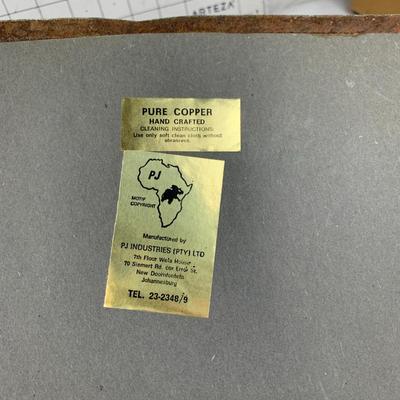 ARTEZA
PURE COPPER
HAND CRAFTED
CLEANING INSTRUCTIONS:
Use only soft clean cloth without
abrasives.
PJ
MOTIF
COPYRIGHT
Manufactured by
PJ INDUSTRIES (PTY) LTD
7th Floor Wela House
70 Siemert Rd. cor Error St.
New Doornfontein
Johannesburg
TEL. 23-2348/9